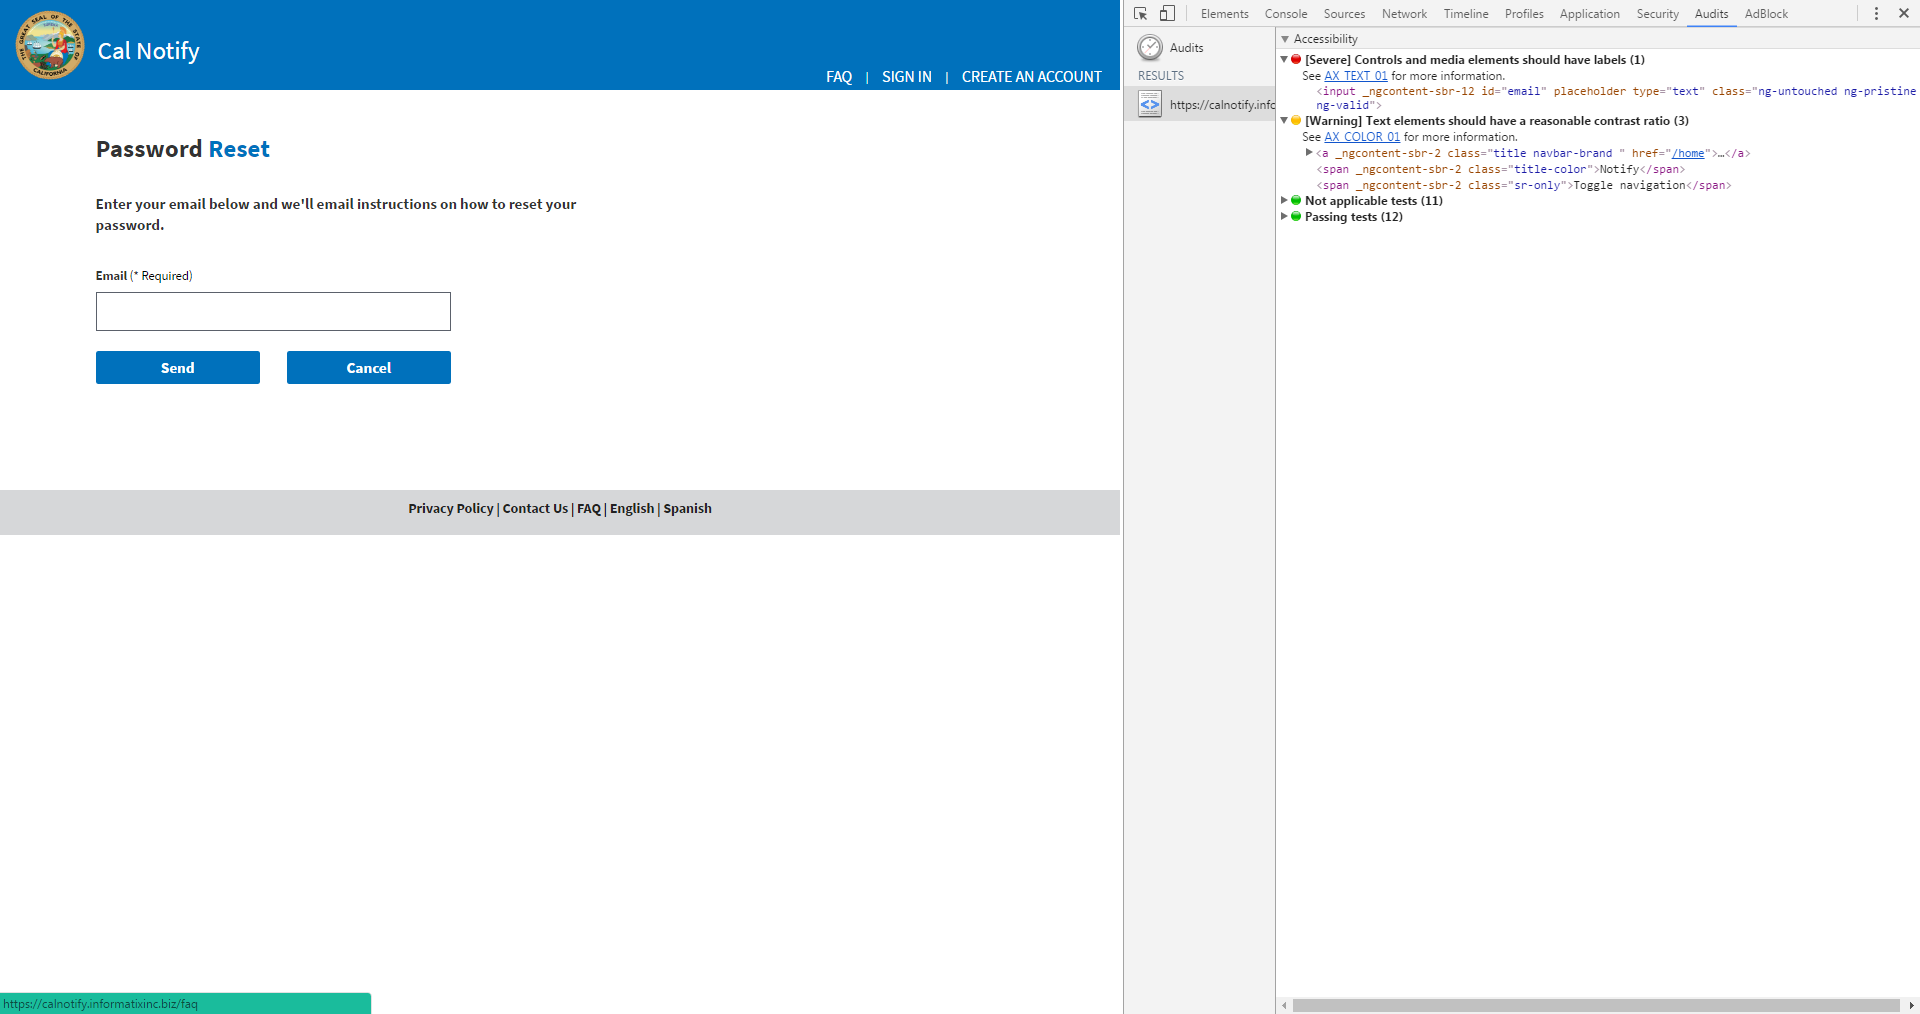 THE GREAT SEAL OF THE STATE OF CALIFORNIA
Cal Notify
FAQ | SIGN IN | CREATE AN ACCOUNT
Password Reset
Enter your email below and we'll email instructions on how to reset your
password.
Email (* Required)
Send Cancel
Privacy Policy | Contact Us | FAQ | English | Spanish
https://calnotify.informatixinc.biz/faq
Elements Console Sources Network Timeline Profiles Application Security Audits AdBlock
Audits
RESULTS
https://calnotify.info
Accessibility
[Severe] Controls and media elements should have labels (1)
See AX_TEXT_01 for more information.
<input _ngcontent-sbr-12 id="email" placeholder type="text" class="ng-untouched ng-pristine
ng-valid">
[Warning] Text elements should have a reasonable contrast ratio (3)
See AX_COLOR_01 for more information.
<a _ngcontent-sbr-2 class="title navbar-brand " href="/home">…</a>
<span _ngcontent-sbr-2 class="title-color">Notify</span>
<span _ngcontent-sbr-2 class="sr-only">Toggle navigation</span>
Not applicable tests (11)
Passing tests (12)